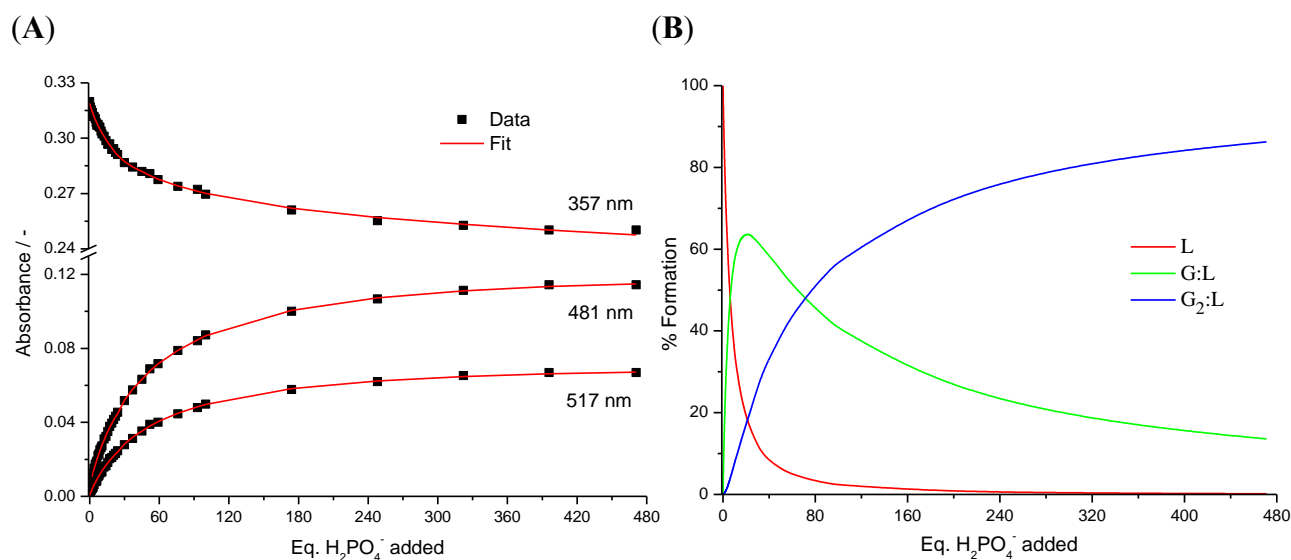 (A)
0.33
0.30
0.27
0.24
0.12
0.08
0.04
0.00
Absorbance / -
Data
Fit
357 nm
481 nm
517 nm
0 60 120 180 240 300 360 420 480
Eq. H₂PO₄⁻ added
(B)
100
80
60
40
20
0
% Formation
L
G:L
G₂:L
0 80 160 240 320 400 480
Eq. H₂PO₄⁻ added